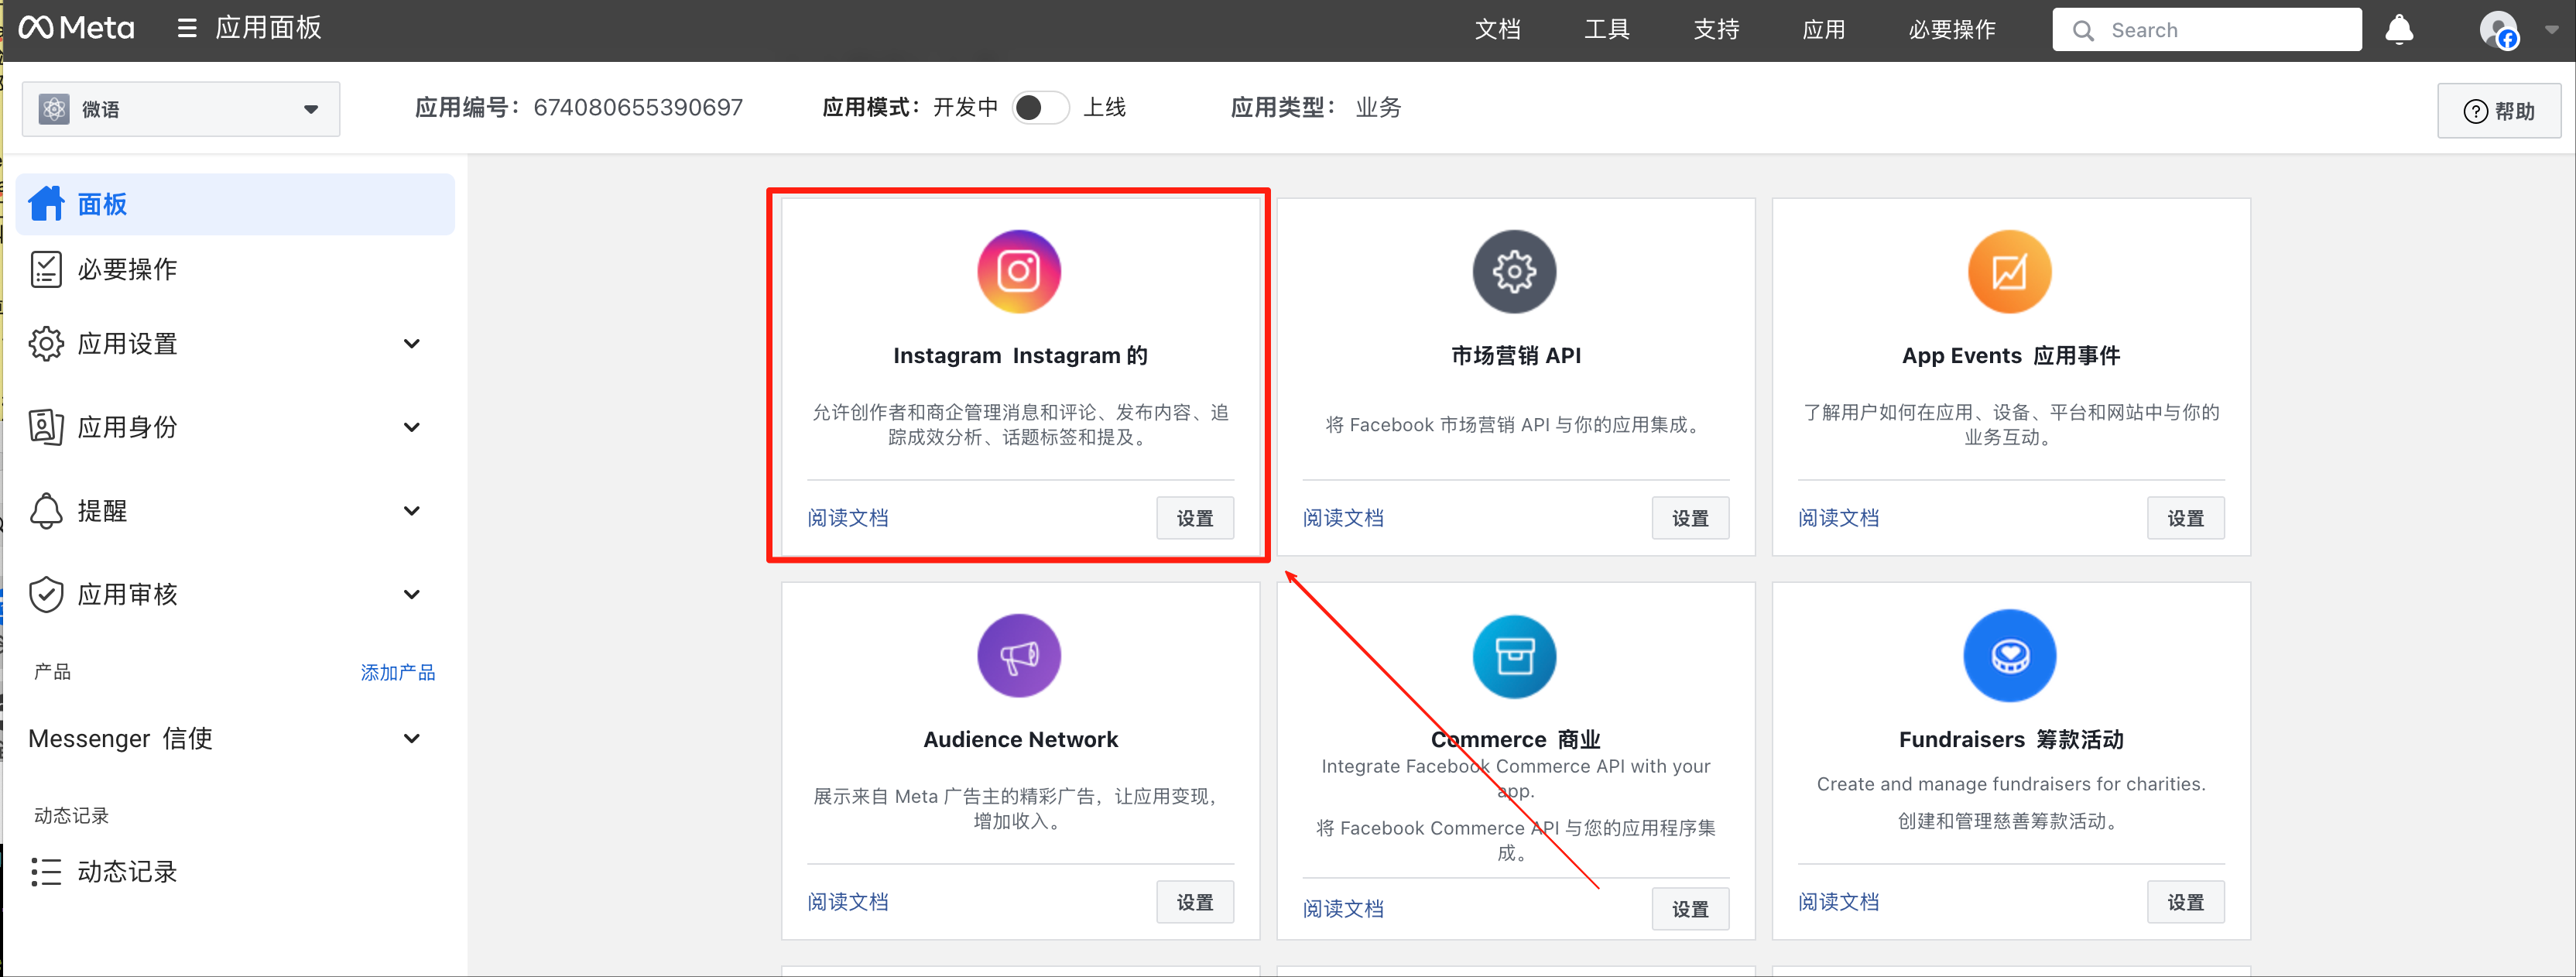 Meta
应用面板
文档
工具
支持
应用
必要操作
Search
微语
应用编号：674080655390697
应用模式：开发中
上线
应用类型： 业务
帮助
面板
必要操作
应用设置
应用身份
提醒
应用审核
产品
添加产品
Messenger 信使
动态记录
动态记录
Instagram Instagram 的
允许创作者和商企管理消息和评论、发布内容、追
踪成效分析、话题标签和提及。
阅读文档
设置
市场营销 API
将 Facebook 市场营销 API 与你的应用集成。
阅读文档
设置
App Events 应用事件
了解用户如何在应用、设备、平台和网站中与你的
业务互动。
阅读文档
设置
Audience Network
展示来自 Meta 广告主的精彩广告，让应用变现，
增加收入。
阅读文档
设置
Commerce 商业
Integrate Facebook Commerce API with your
app.
将 Facebook Commerce API 与您的应用程序集
成。
阅读文档
设置
Fundraisers 筹款活动
Create and manage fundraisers for charities.
创建和管理慈善筹款活动。
阅读文档
设置